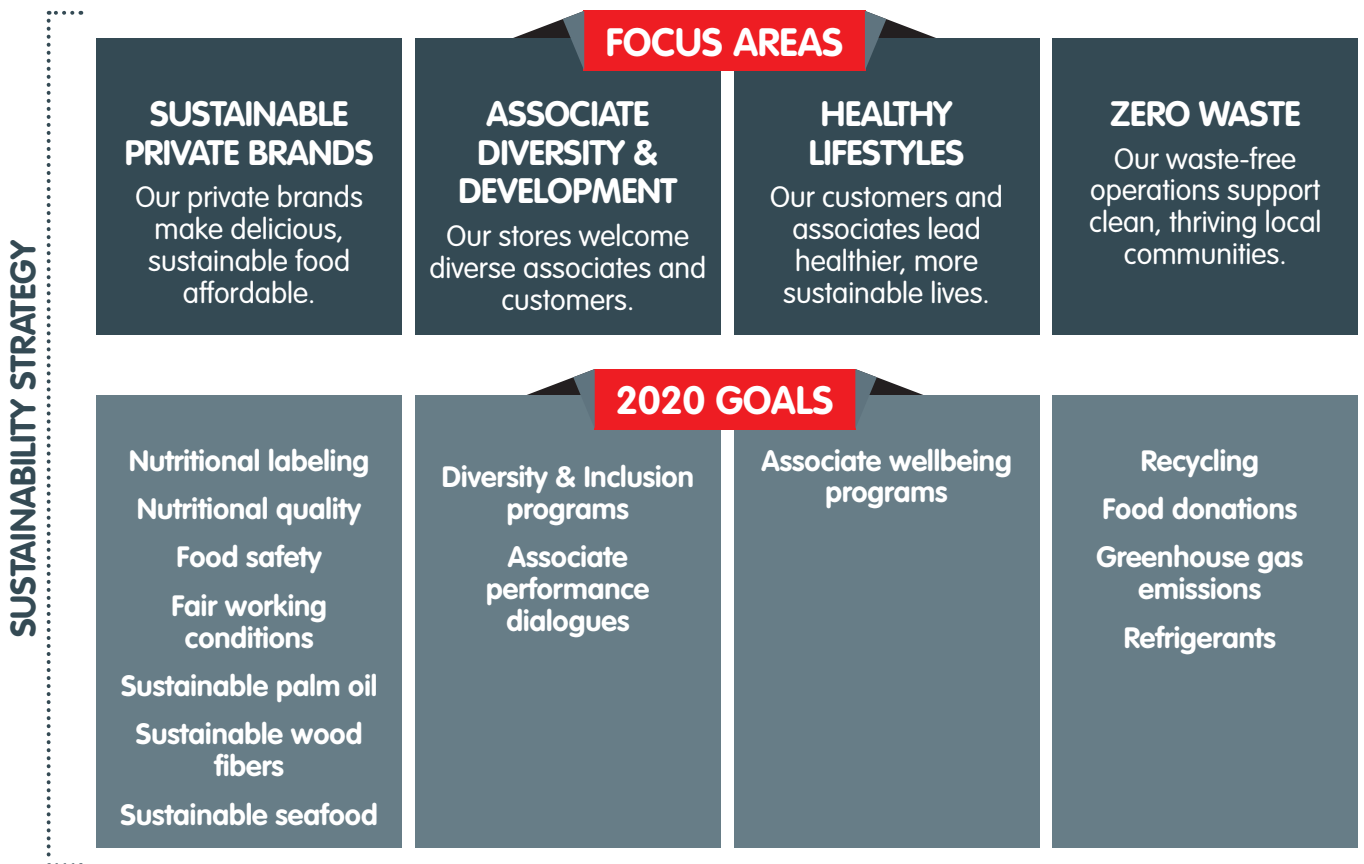 SUSTAINABILITY STRATEGY
FOCUS AREAS
SUSTAINABLE
PRIVATE BRANDS
Our private brands
make delicious,
sustainable food
affordable.
ASSOCIATE
DIVERSITY &
DEVELOPMENT
Our stores welcome
diverse associates and
customers.
HEALTHY
LIFESTYLES
Our customers and
associates lead
healthier, more
sustainable lives.
ZERO WASTE
Our waste-free
operations support
clean, thriving local
communities.
2020 GOALS
Nutritional labeling
Nutritional quality
Food safety
Fair working
conditions
Sustainable palm oil
Sustainable wood
fibers
Sustainable seafood
Diversity & Inclusion
programs
Associate
performance
dialogues
Associate wellbeing
programs
Recycling
Food donations
Greenhouse gas
emissions
Refrigerants